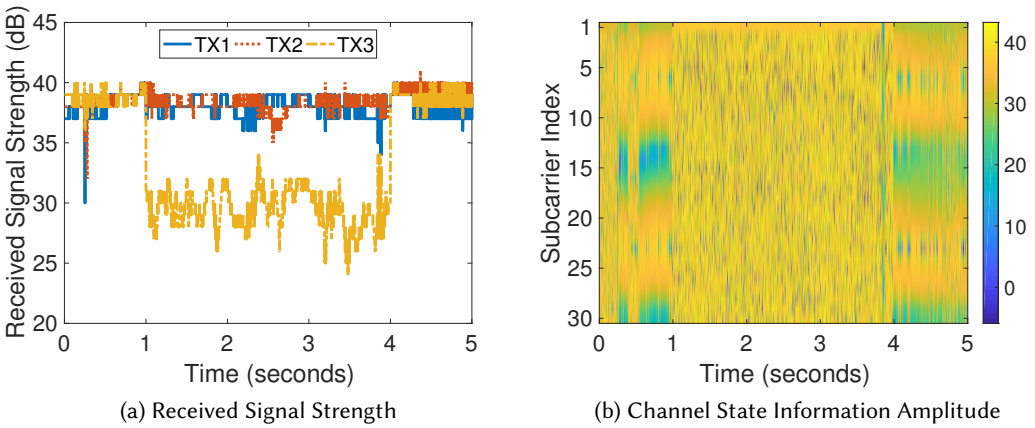 45
40
35
30
25
20
Received Signal Strength (dB)
TX1 TX2 TX3
0 1 2 3 4 5
Time (seconds)
(a) Received Signal Strength
1
5
10
15
20
25
30
Subcarrier Index
0 1 2 3 4 5
Time (seconds)
40
30
20
10
0
(b) Channel State Information Amplitude